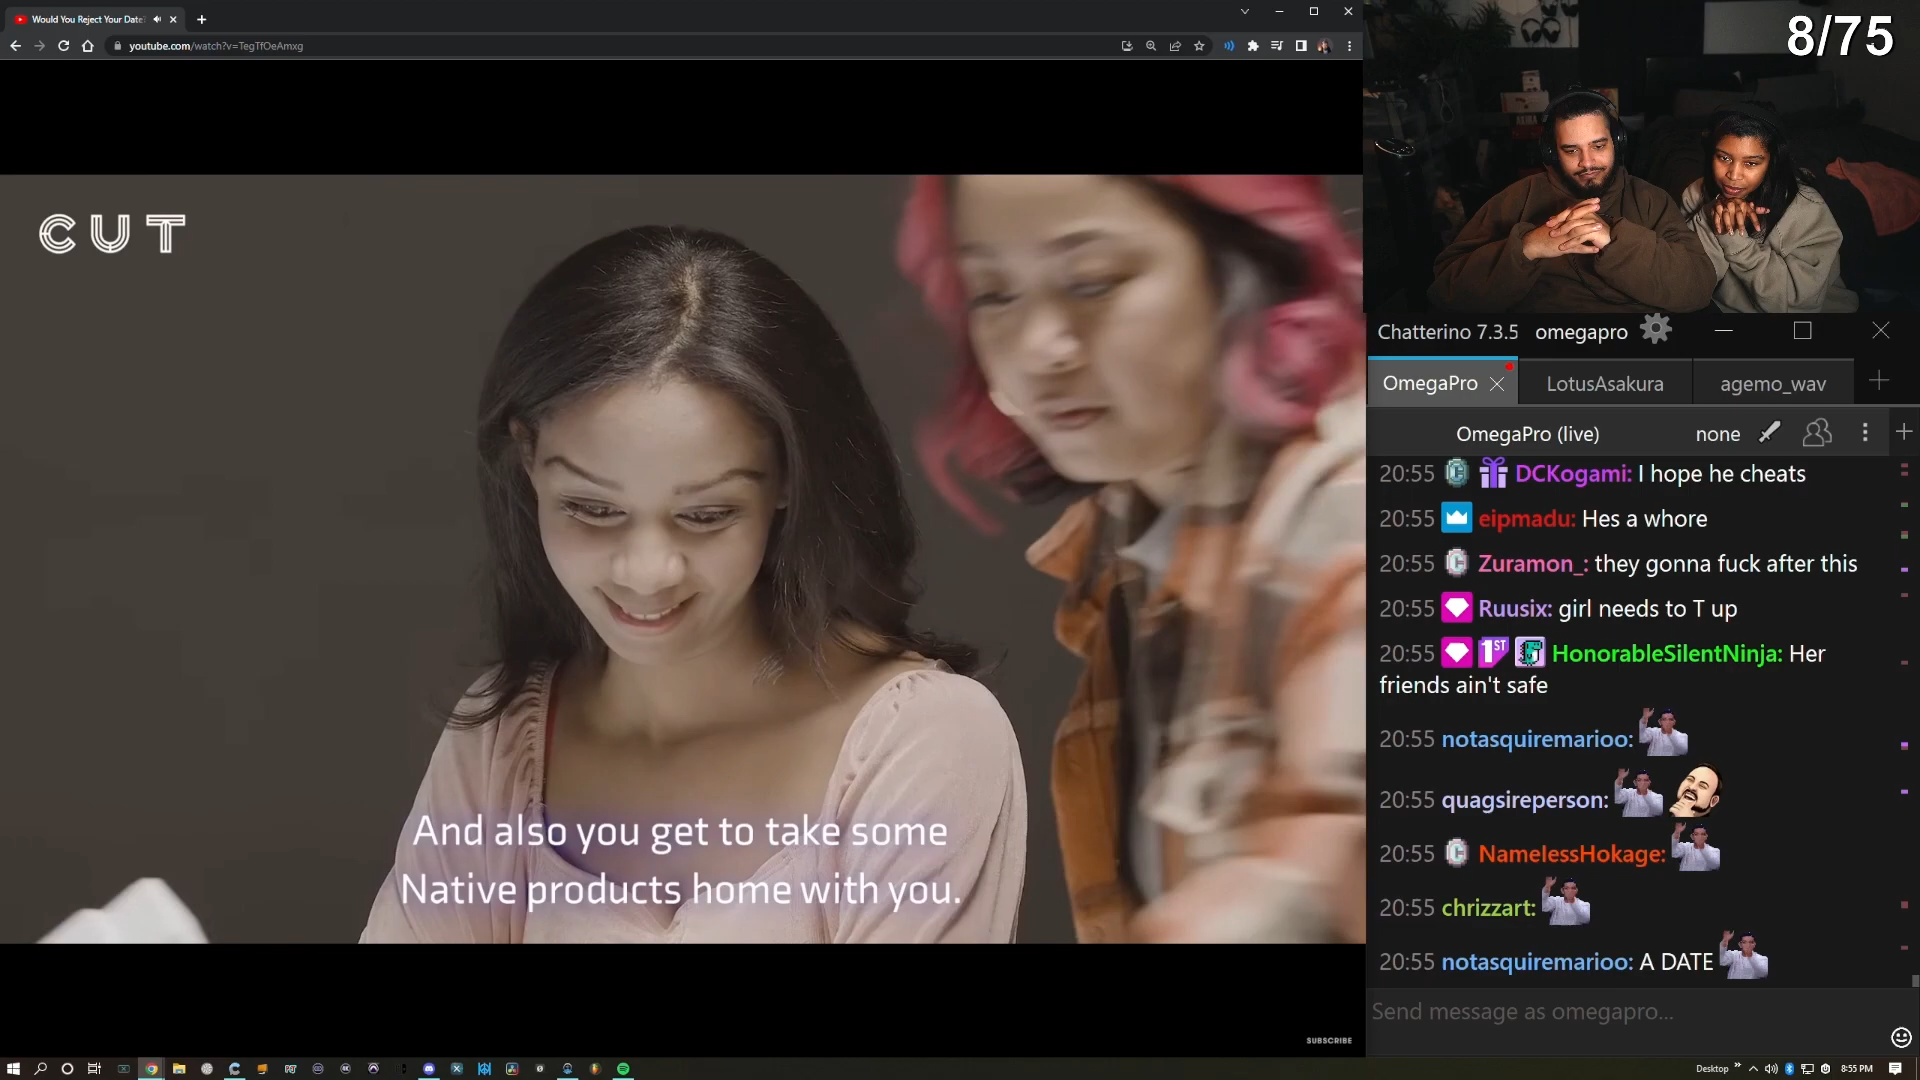 Would You Reject Your Date?
youtube.com/watch?v=TegTfOeAmxg
8/75
CUT
And also you get to take some
Native products home with you.
SUBSCRIBE
Chatterino 7.3.5 omegapro
OmegaPro LotusAsakura agemo_wav
OmegaPro (live) none
20:55 DCKogami: I hope he cheats
20:55 eipmadu: Hes a whore
20:55 Zuramon_: they gonna fuck after this
20:55 Ruusix: girl needs to T up
20:55 1ST HonorableSilentNinja: Her
friends ain't safe
20:55 notasquiremarioo:
20:55 quagsireperson:
20:55 NamelessHokage:
20:55 chrizzart:
20:55 notasquiremarioo: A DATE
Send message as omegapro...
Desktop 8:55 PM